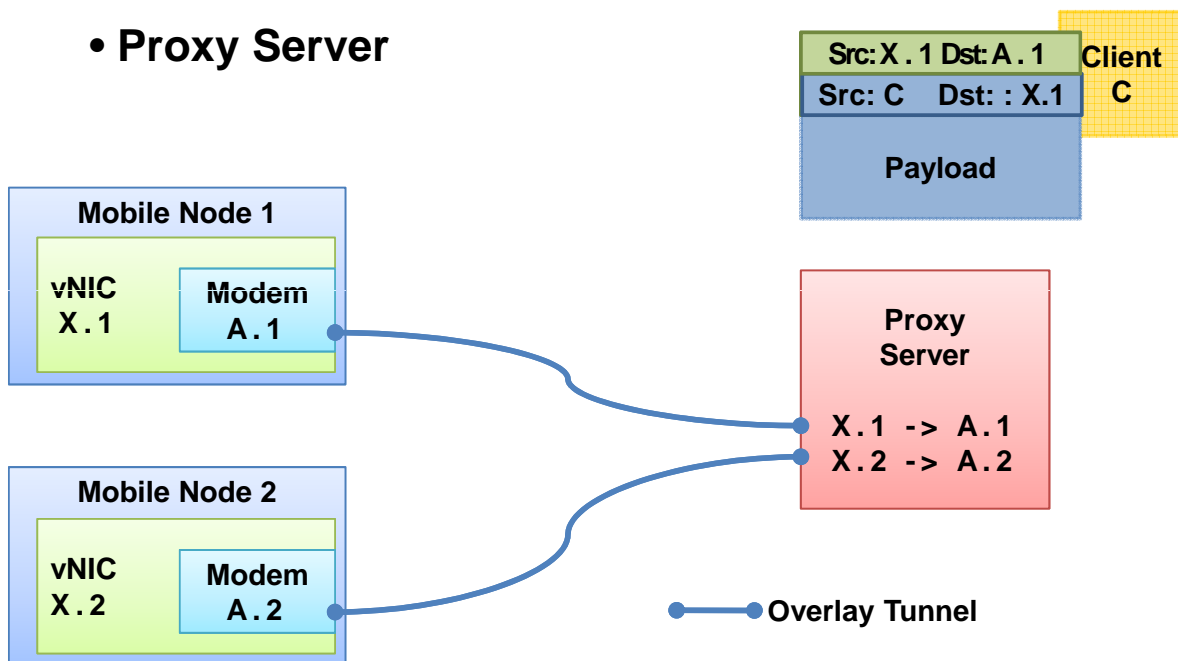 • Proxy Server
Src: X . 1 Dst: A . 1
Src: C Dst: : X.1
Payload
Client
C
Mobile Node 1
vNIC
X . 1
Modem
A . 1
Proxy
Server
X . 1 - > A . 1
X . 2 - > A . 2
Mobile Node 2
vNIC
X . 2
Modem
A . 2
Overlay Tunnel